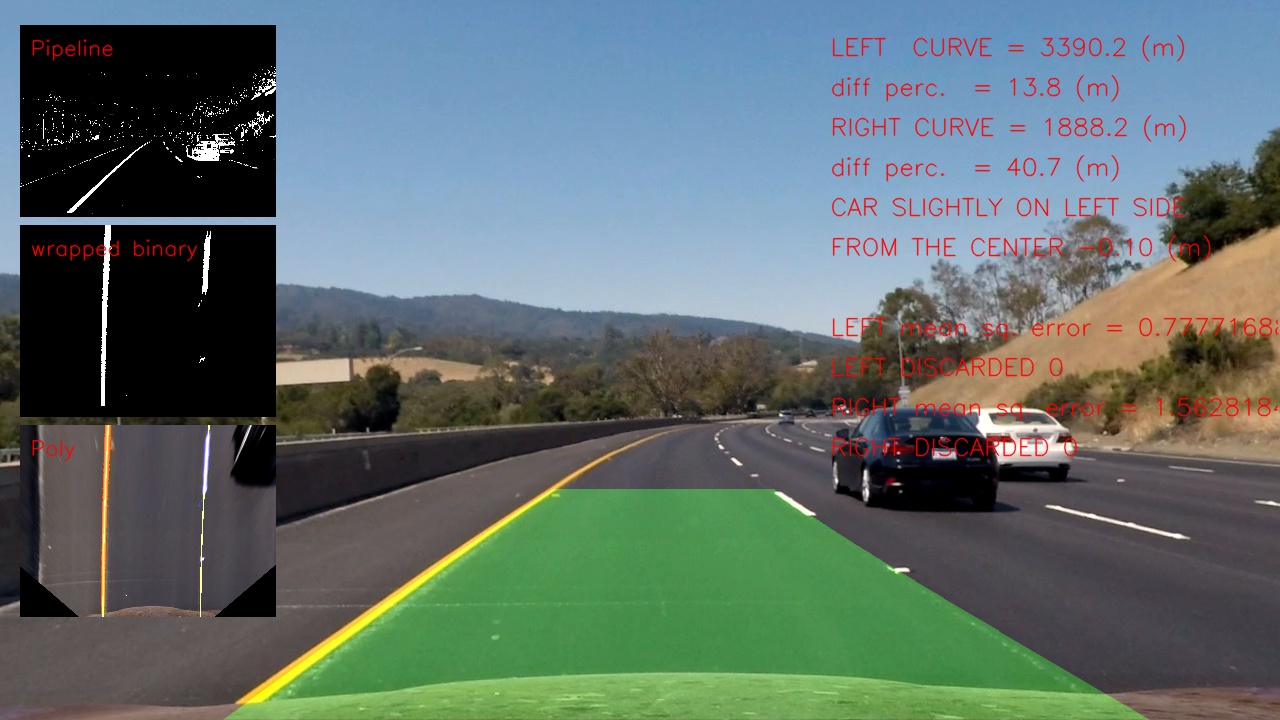 Pipeline
wrapped binary
Poly
LEFT CURVE = 3390.2 (m)
diff perc. = 13.8 (m)
RIGHT CURVE = 1888.2 (m)
diff perc. = 40.7 (m)
CAR SLIGHTLY ON LEFT SIDE
FROM THE CENTER -0.10 (m)
LEFT mean sq. error = 0.7777168
LEFT DISCARDED 0
RIGHT mean sq. error = 1.562818
RIGHT DISCARDED 0